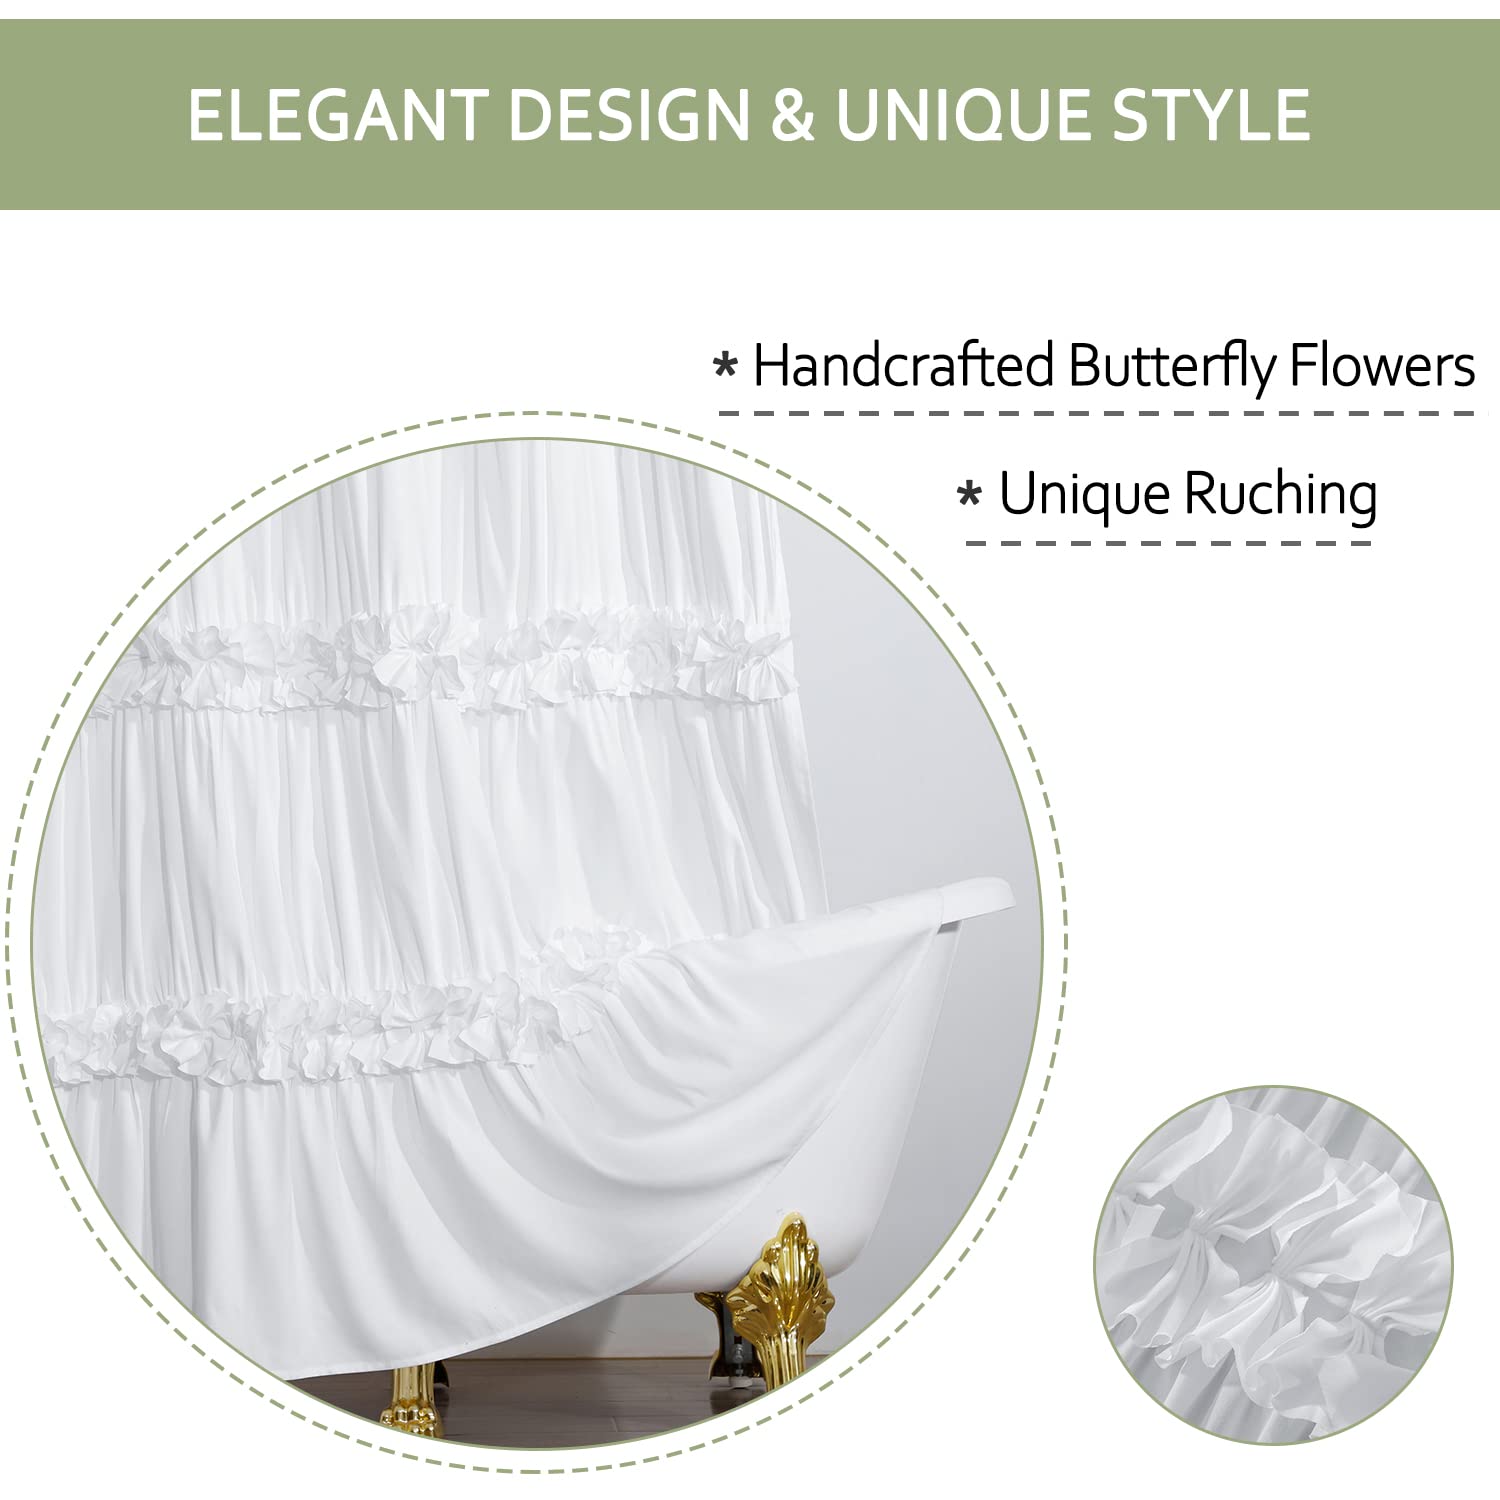 ELEGANT DESIGN & UNIQUE STYLE
* Handcrafted Butterfly Flowers
* Unique Ruching